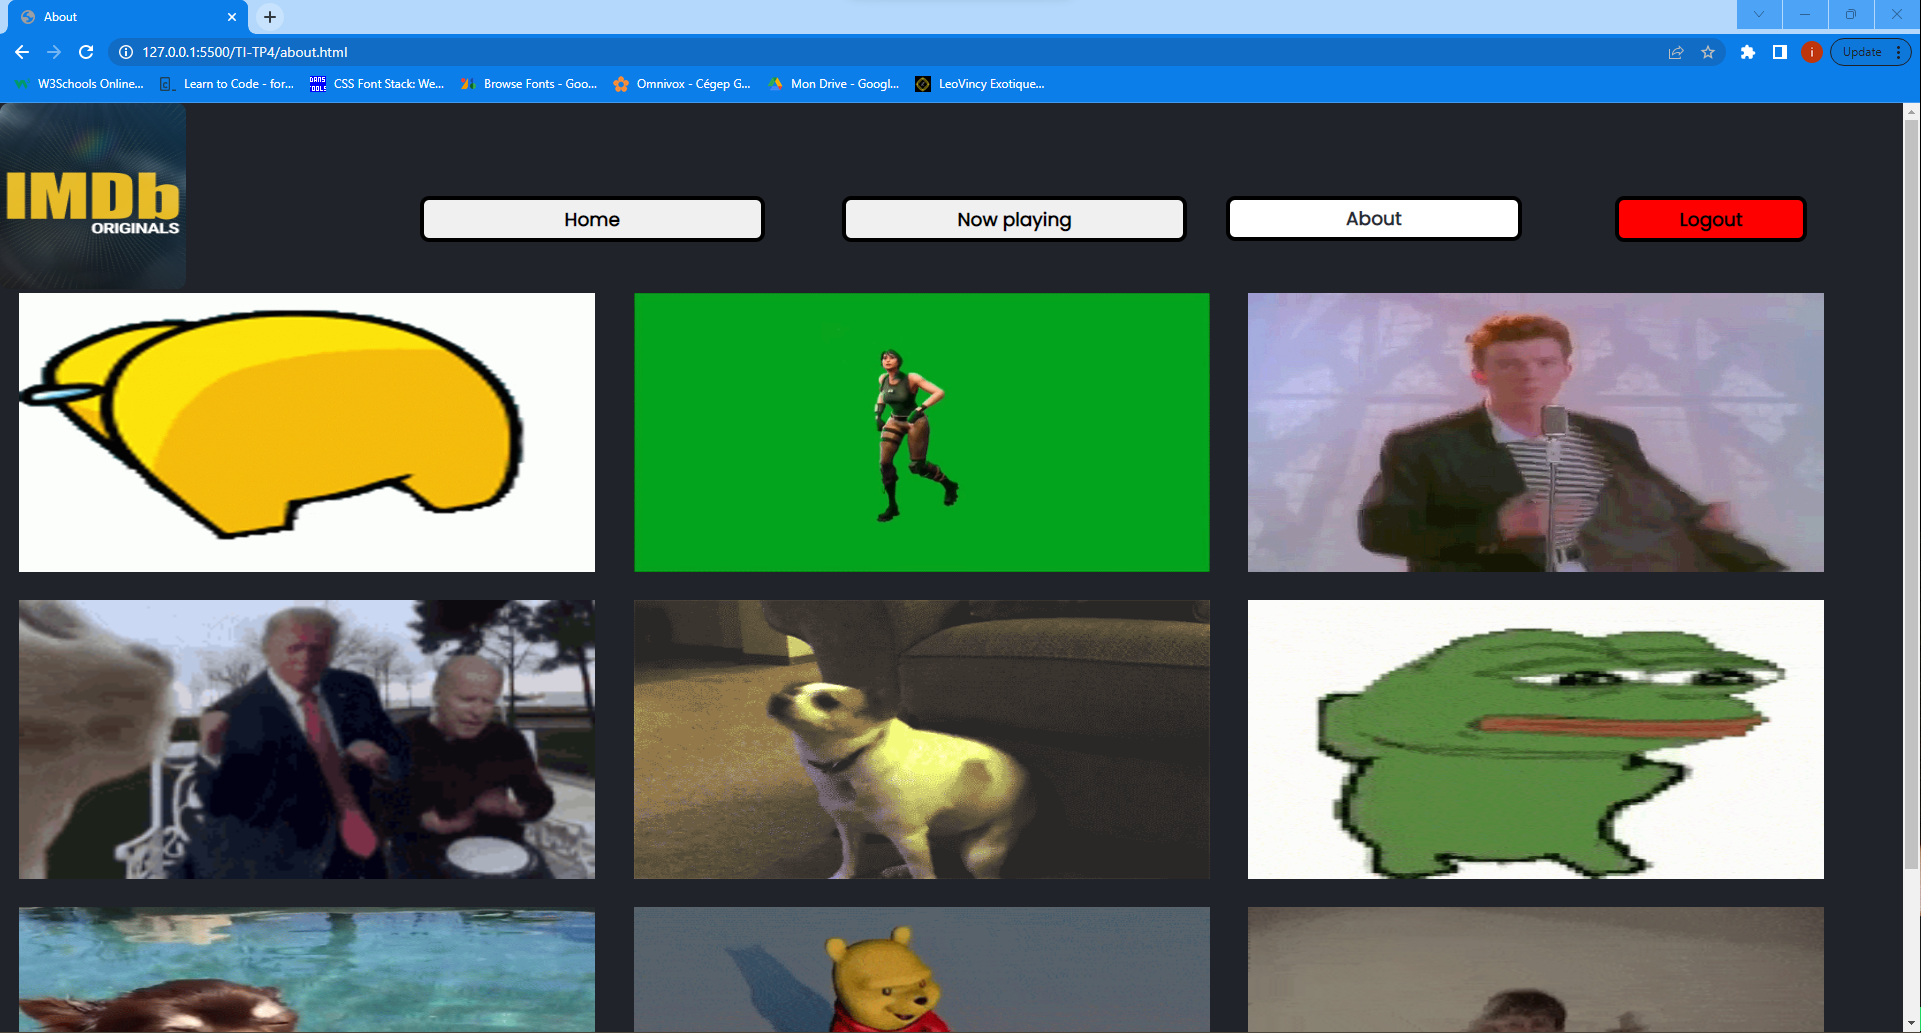 About
127.0.0.1:5500/TI-TP4/about.html
Update
W3Schools Online...
Learn to Code - for...
CSS Font Stack: We...
Browse Fonts - Goo...
Omnivox - Cégep G...
Mon Drive - Googl...
LeoVincy Exotique...
IMDb
ORIGINALS
Home
Now playing
About
Logout